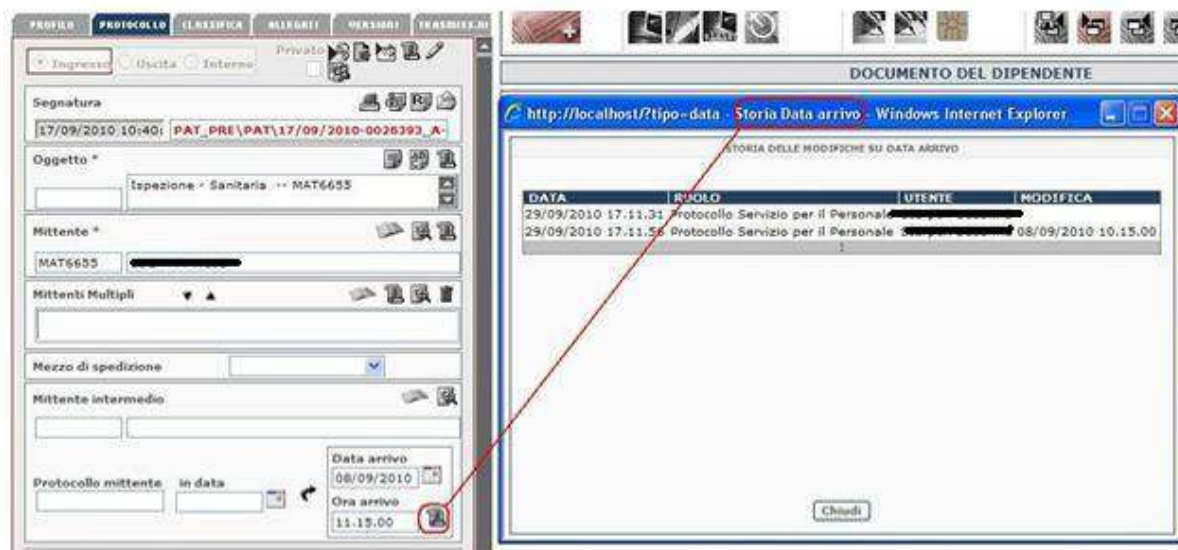 PROFILO PROTOCOLLO CLASSIFICA ALLEGATI VERSIONI TRASMISS.NI
Ingresso Uscita Interno Privato
Segnatura
17/09/2010 10:40: PAT_PRE\PAT\17/09/2010-0026393_A-
Oggetto *
Ispezione - Sanitaria -- MAT6655
Mittente *
MAT6655
Mittenti Multipli
Mezzo di spedizione
Mittente intermedio
Data arrivo
08/09/2010
Protocollo mittente in data
Ora arrivo
11.15.00
DOCUMENTO DEL DIPENDENTE
http://localhost/?tipo=data - Storia Data arrivo - Windows Internet Explorer
STORIA DELLE MODIFICHE SU DATA ARRIVO
DATA RUOLO UTENTE MODIFICA
29/09/2010 17.11.31 Protocollo Servizio per il Personale
29/09/2010 17.11.56 Protocollo Servizio per il Personale 08/09/2010 10.15.00
1
Chiudi